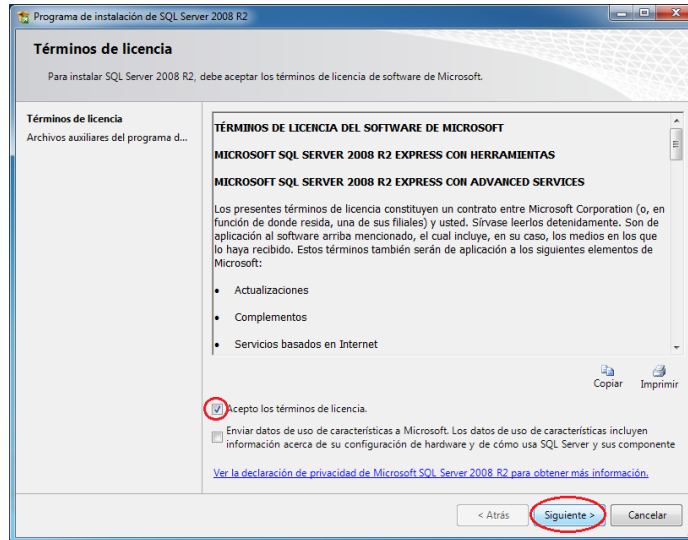 Programa de instalación de SQL Server 2008 R2
Términos de licencia
Para instalar SQL Server 2008 R2, debe aceptar los términos de licencia de software de Microsoft.
Términos de licencia
Archivos auxiliares del programa d...
TÉRMINOS DE LICENCIA DEL SOFTWARE DE MICROSOFT
MICROSOFT SQL SERVER 2008 R2 EXPRESS CON HERRAMIENTAS
MICROSOFT SQL SERVER 2008 R2 EXPRESS CON ADVANCED SERVICES
Los presentes términos de licencia constituyen un contrato entre Microsoft Corporation (o, en
función de donde resida, una de sus filiales) y usted. Sírvase leerlos detenidamente. Son de
aplicación al software arriba mencionado, el cual incluye, en su caso, los medios en los que
lo haya recibido. Estos términos también serán de aplicación a los siguientes elementos de
Microsoft:
• Actualizaciones
• Complementos
• Servicios basados en Internet
Copiar Imprimir
Acepto los términos de licencia.
Enviar datos de uso de características a Microsoft. Los datos de uso de características incluyen
información acerca de su configuración de hardware y de cómo usa SQL Server y sus componente
Ver la declaración de privacidad de Microsoft SQL Server 2008 R2 para obtener más información.
< Atrás Siguiente > Cancelar